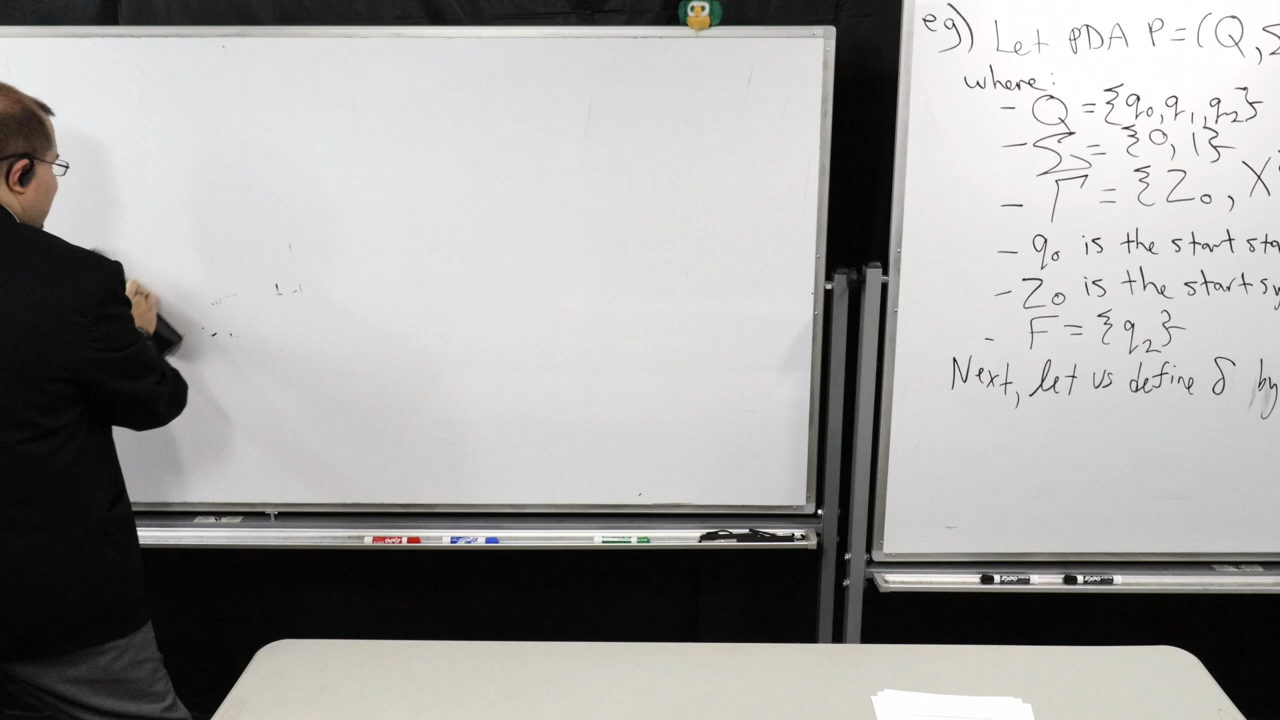 eg) Let PDA P = (Q, Σ
where:
- Q = {q₀, q₁, q₂}
- Σ = {0, 1}
- Γ = {Z₀, X
- q₀ is the start sta
- Z₀ is the start sy
- F = {q₂}
Next, let us define δ by